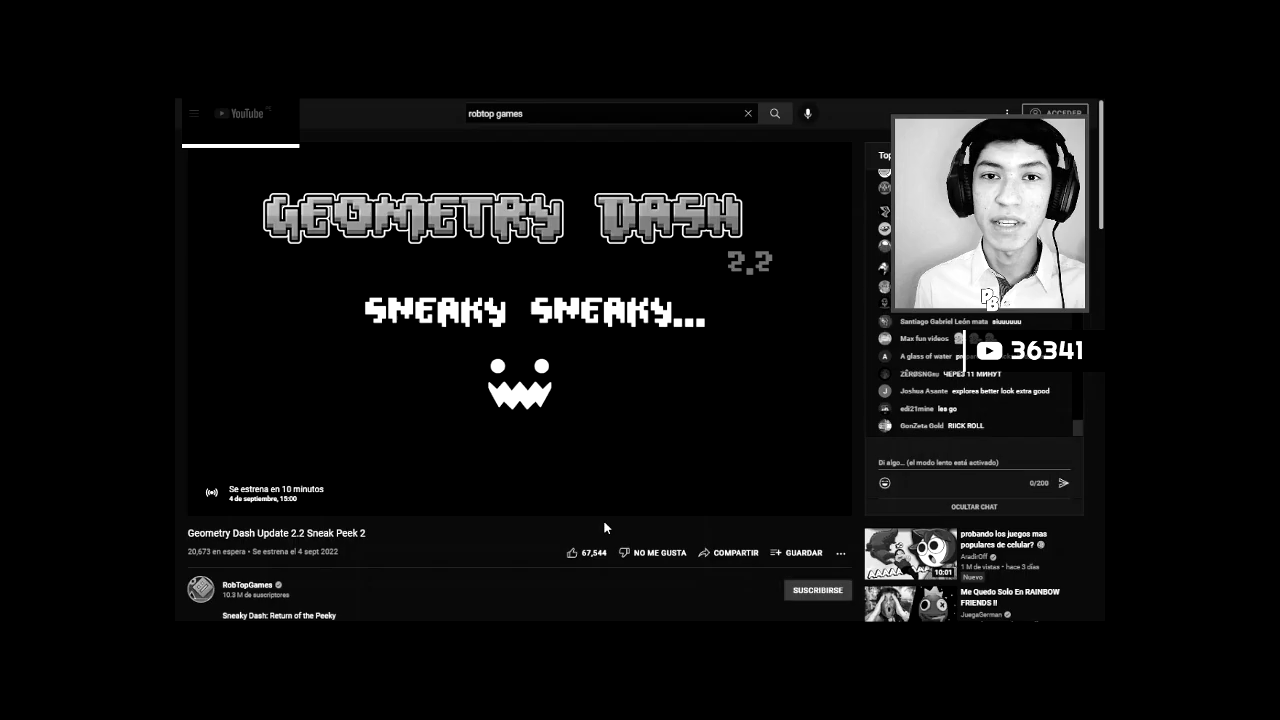 YouTube PE
robtop games
ACCEDER
Top
GEOMETRY DASH
2.2
SNEAKY SNEAKY...
Se estrena en 10 minutos
4 de septiembre, 15:00
Santiago Gabriel León mata siuuuuuu
Max fun videos
A glass of water
36341
ZÊRØSNGeu ЧЕРЕЗ 11 МИНУТ
Joshua Asante explorea better look extra good
edi21mine les go
GonZeta Gold RIICK ROLL
Di algo... (el modo lento está activado)
0/200
OCULTAR CHAT
Geometry Dash Update 2.2 Sneak Peek 2
20,673 en espera • Se estrena el 4 sept 2022
67,544 NO ME GUSTA COMPARTIR GUARDAR
RobTopGames
10.3 M de suscriptores
SUSCRIBIRSE
Sneaky Dash: Return of the Peeky
probando los juegos mas
populares de celular?
AradirOff
1 M de vistas • hace 3 días
Nuevo
10:01
Me Quedo Solo En RAINBOW
FRIENDS !!
JuegaGerman